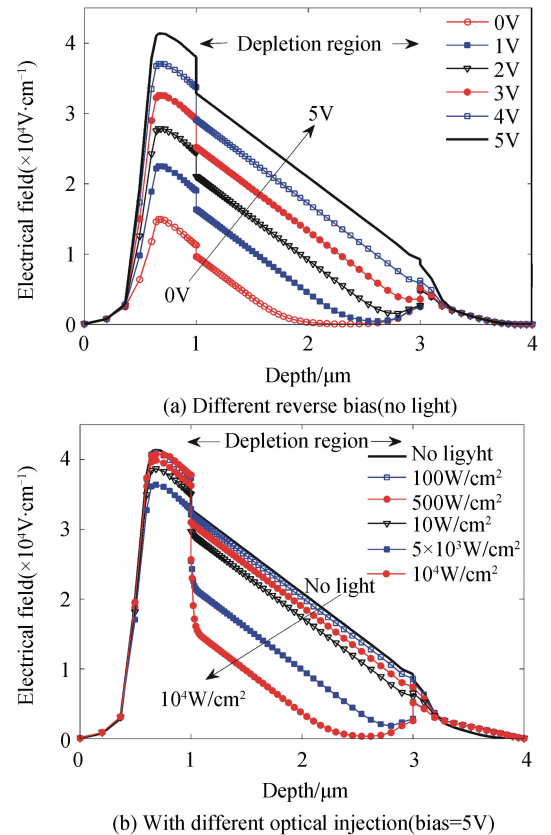 4
3
2
1
0
Electrical field(×10⁴V·cm⁻¹)
Depletion region
0V
1V
2V
3V
4V
5V
5V
0V
0
1
2
3
4
Depth/μm
(a) Different reverse bias(no light)
4
3
2
1
0
Electrical field(×10⁴V·cm⁻¹)
Depletion region
No ligyht
100W/cm²
500W/cm²
10W/cm²
5×10³W/cm²
10⁴W/cm²
No light
10⁴W/cm²
0
1
2
3
4
Depth/μm
(b) With different optical injection(bias=5V)